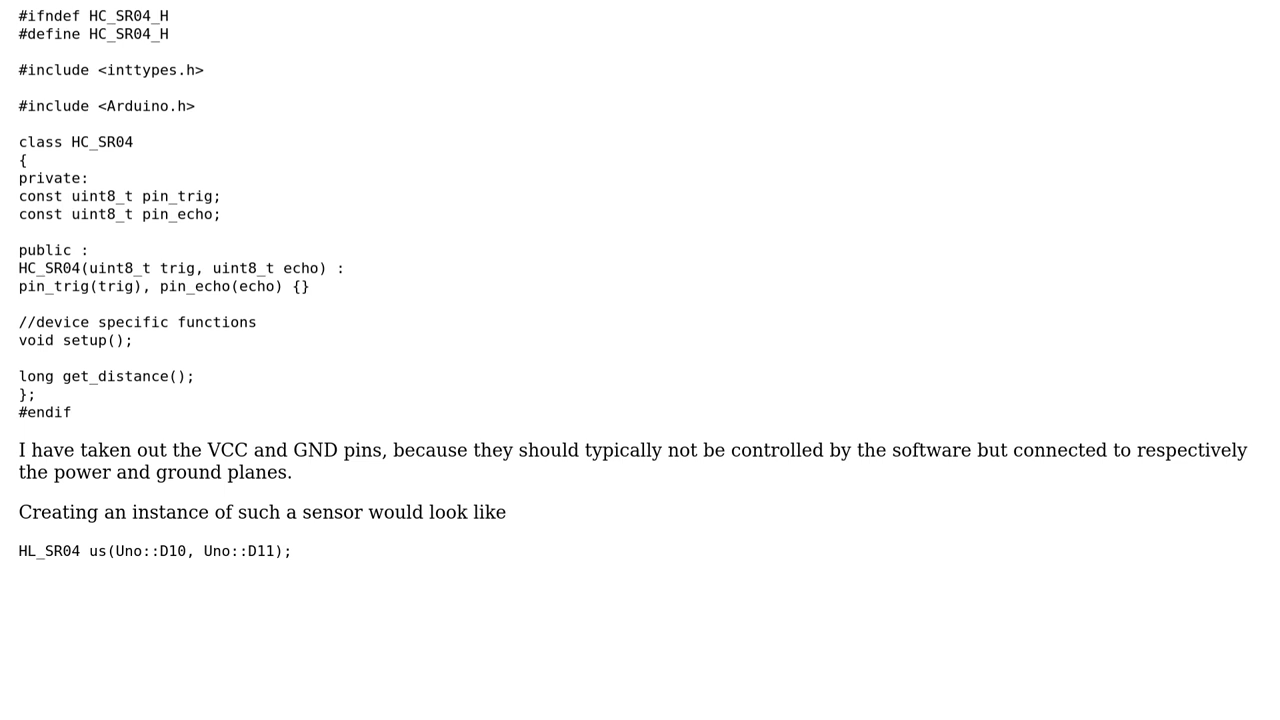 #ifndef HC_SR04_H
#define HC_SR04_H
#include <inttypes.h>
#include <Arduino.h>
class HC_SR04
{
private:
const uint8_t pin_trig;
const uint8_t pin_echo;
public :
HC_SR04(uint8_t trig, uint8_t echo) :
pin_trig(trig), pin_echo(echo) {}
//device specific functions
void setup();
long get_distance();
};
#endif
I have taken out the VCC and GND pins, because they should typically not be controlled by the software but connected to respectively
the power and ground planes.
Creating an instance of such a sensor would look like
HL_SR04 us(Uno::D10, Uno::D11);